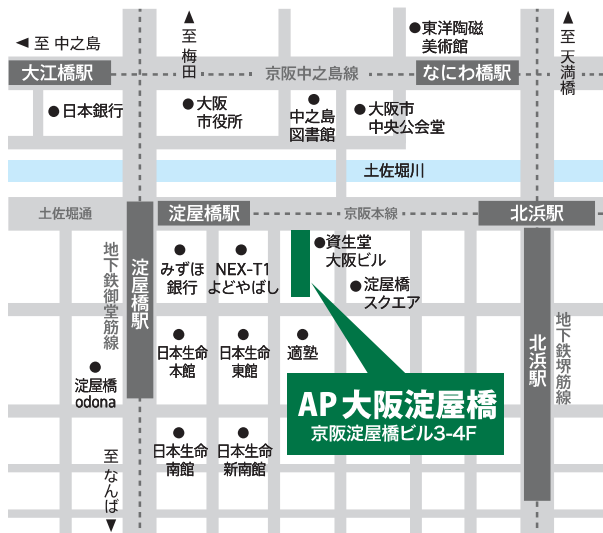 至 中之島
至 梅田
東洋陶磁
美術館
至 天満橋
大江橋駅
京阪中之島線
なにわ橋駅
日本銀行
大阪
市役所
中之島
図書館
大阪市
中央公会堂
土佐堀川
土佐堀通
淀屋橋駅
京阪本線
北浜駅
地下鉄御堂筋線
淀屋橋駅
みずほ
銀行
NEX-T1
よどやばし
資生堂
大阪ビル
淀屋橋
スクエア
北浜駅
地下鉄堺筋線
日本生命
本館
日本生命
東館
適塾
淀屋橋
odona
AP 大阪淀屋橋
京阪淀屋橋ビル3-4F
日本生命
南館
日本生命
新南館
至 なんば